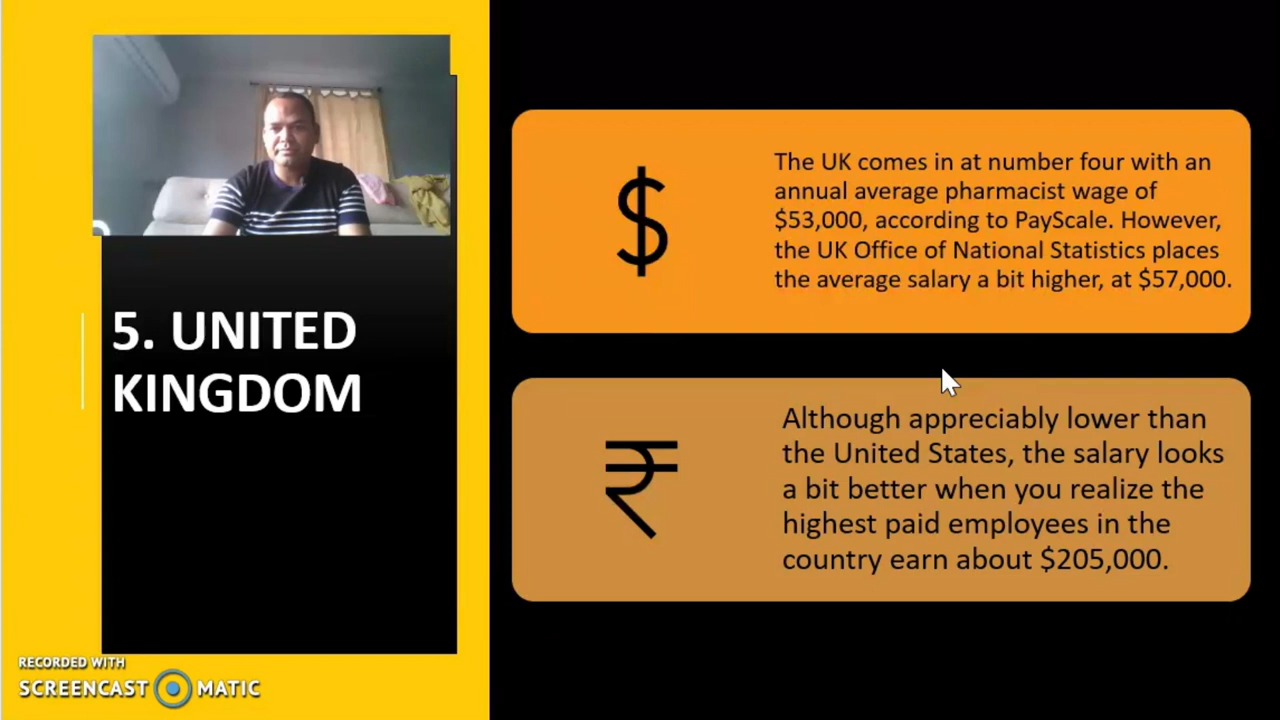 5. UNITED
KINGDOM
The UK comes in at number four with an
annual average pharmacist wage of
$53,000, according to PayScale. However,
the UK Office of National Statistics places
the average salary a bit higher, at $57,000.
Although appreciably lower than
the United States, the salary looks
a bit better when you realize the
highest paid employees in the
country earn about $205,000.
$
₹
RECORDED WITH
SCREENCAST MATIC